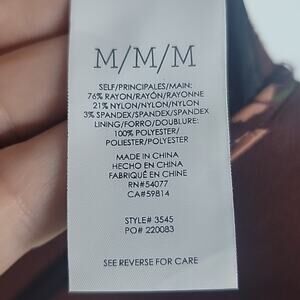 M/M/M
SELF/PRINCIPALES/MAIN:
76% RAYON/RAYÓN/RAYONNE
21% NYLON/NYLON/NYLON
3% SPANDEX/SPANDEX/SPANDEX
LINING/FORRO/DOUBLURE:
100% POLYESTER/
POLIESTER/POLYESTER
MADE IN CHINA
HECHO EN CHINA
FABRIQUÉ EN CHINE
RN#54077
CA#59814
STYLE# 3545
PO# 220083
SEE REVERSE FOR CARE